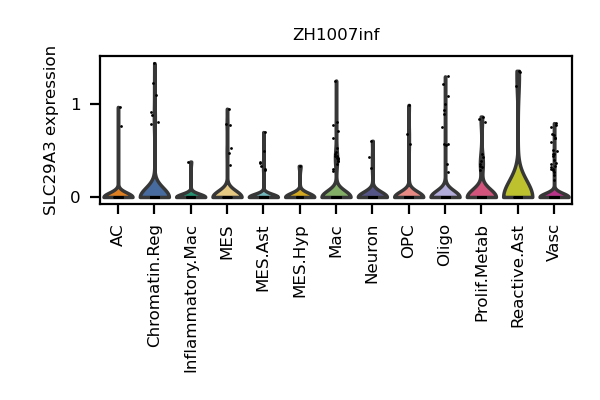 ZH1007inf
SLC29A3 expression
1
0
AC
Chromatin.Reg
Inflammatory.Mac
MES
MES.Ast
MES.Hyp
Mac
Neuron
OPC
Oligo
Prolif.Metab
Reactive.Ast
Vasc